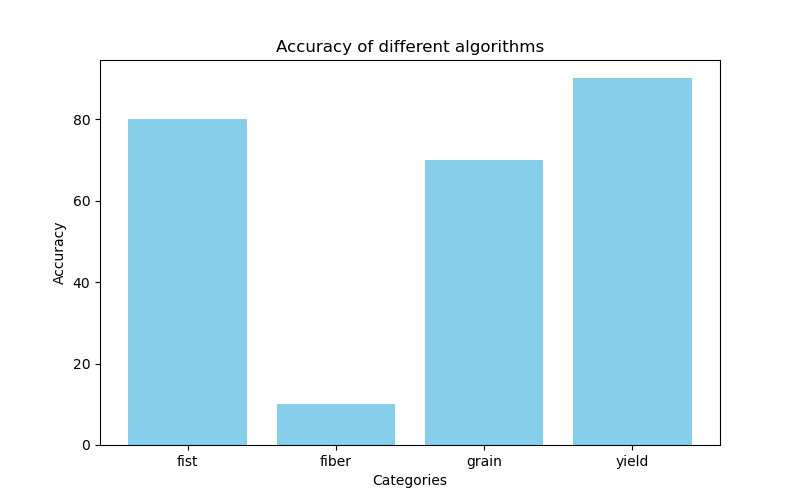 Accuracy of different algorithms
Accuracy
80
60
40
20
0
fist fiber grain yield
Categories